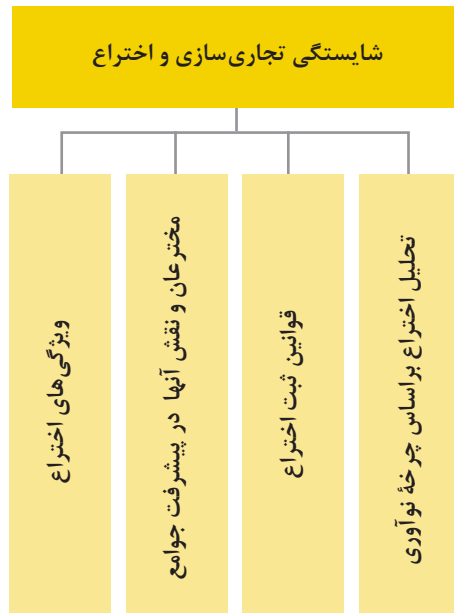 شایستگی تجاری‌سازی و اختراع
تحلیل اختراع براساس چرخهٔ نوآوری
قوانین ثبت اختراع
مخترعان و نقش آنها در پیشرفت جوامع
ویژگی‌های اختراع